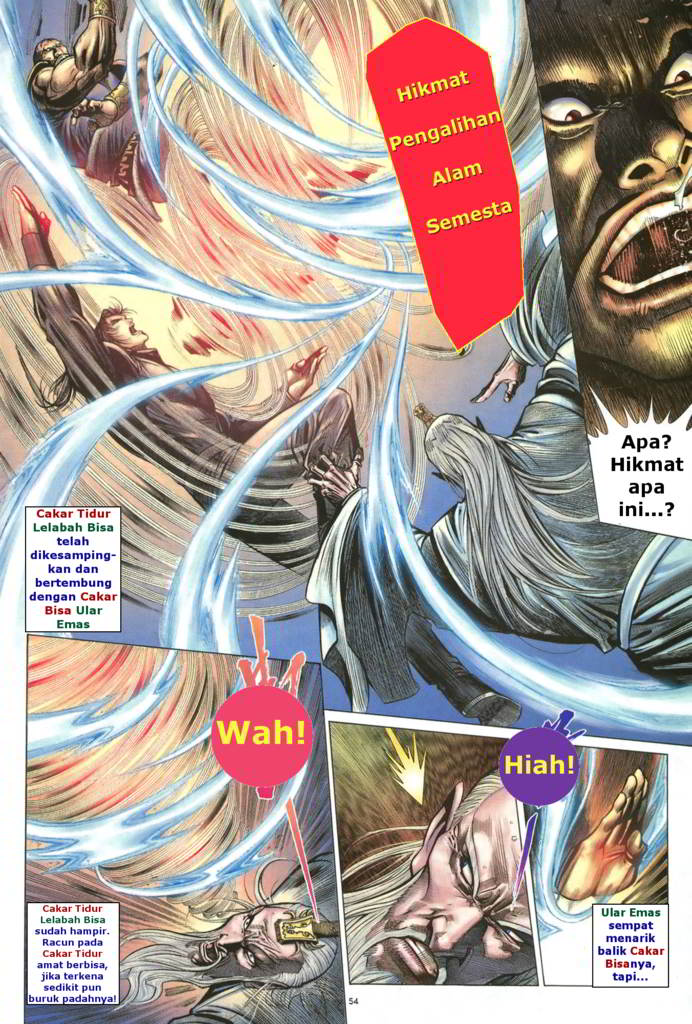 Hikmat
Pengalihan
Alam
Semesta
Apa?
Hikmat
apa
ini...?
Cakar Tidur
Lelabah Bisa
telah
dikesamping-
kan dan
bertembung
dengan Cakar
Bisa Ular
Emas
Wah!
Cakar Tidur
Lelabah Bisa
sudah hampir.
Racun pada
Cakar Tidur
amat berbisa,
jika terkena
sedikit pun
buruk padahnya!
Hiah!
Ular Emas
sempat
menarik
balik Cakar
Bisanya,
tapi...
54